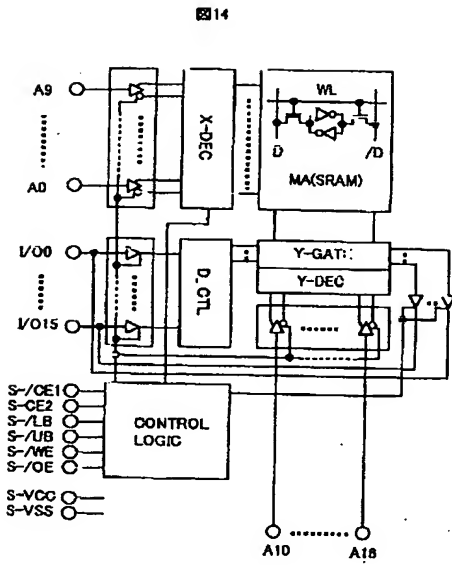 図14
A9
A0
X-DEC
WL
D
/D
MA(SRAM)
I/O0
I/O15
D_CTL
Y-GAT
Y-DEC
S-/CE1
S-CE2
S-/LB
S-/UB
S-/WE
S-/OE
CONTROL
LOGIC
S-VCC
S-VSS
A10
A18